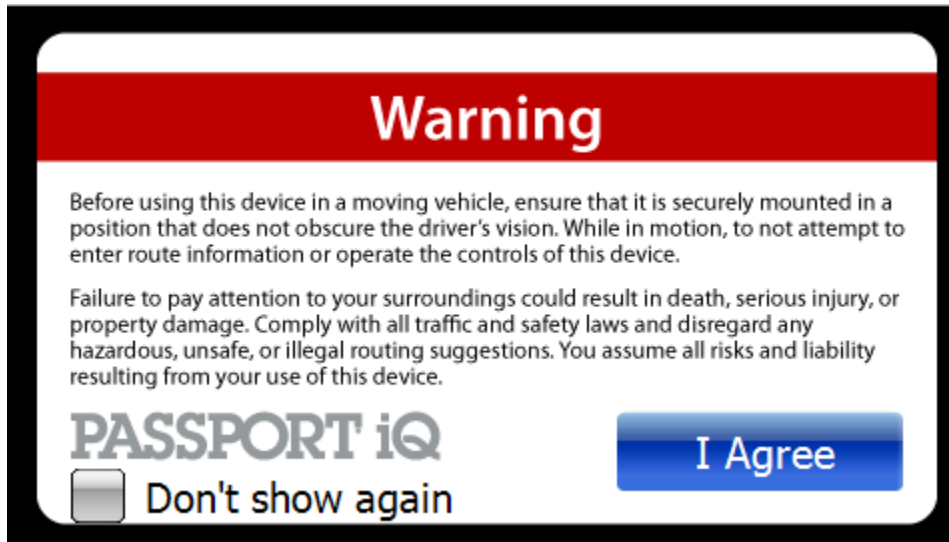 Warning
Before using this device in a moving vehicle, ensure that it is securely mounted in a
position that does not obscure the driver's vision. While in motion, to not attempt to
enter route information or operate the controls of this device.
Failure to pay attention to your surroundings could result in death, serious injury, or
property damage. Comply with all traffic and safety laws and disregard any
hazardous, unsafe, or illegal routing suggestions. You assume all risks and liability
resulting from your use of this device.
PASSPORT iQ
I Agree
Don't show again